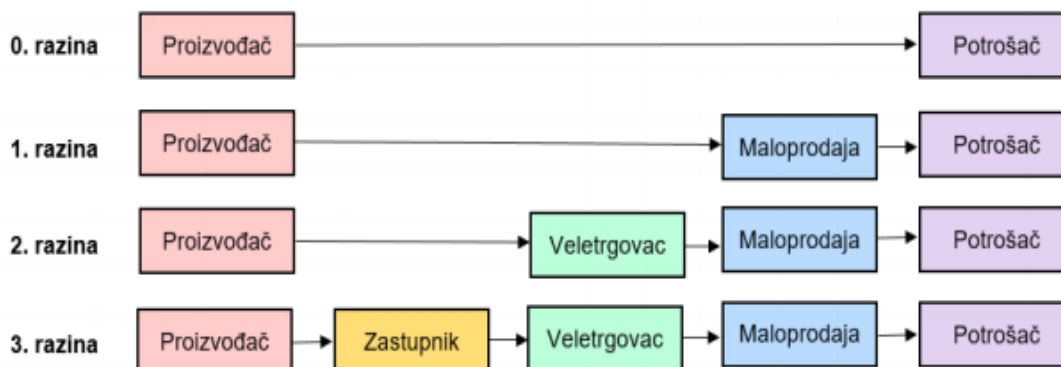 0. razina Proizvođač Potrošač
1. razina Proizvođač Maloprodaja Potrošač
2. razina Proizvođač Veletrgovac Maloprodaja Potrošač
3. razina Proizvođač Zastupnik Veletrgovac Maloprodaja Potrošač